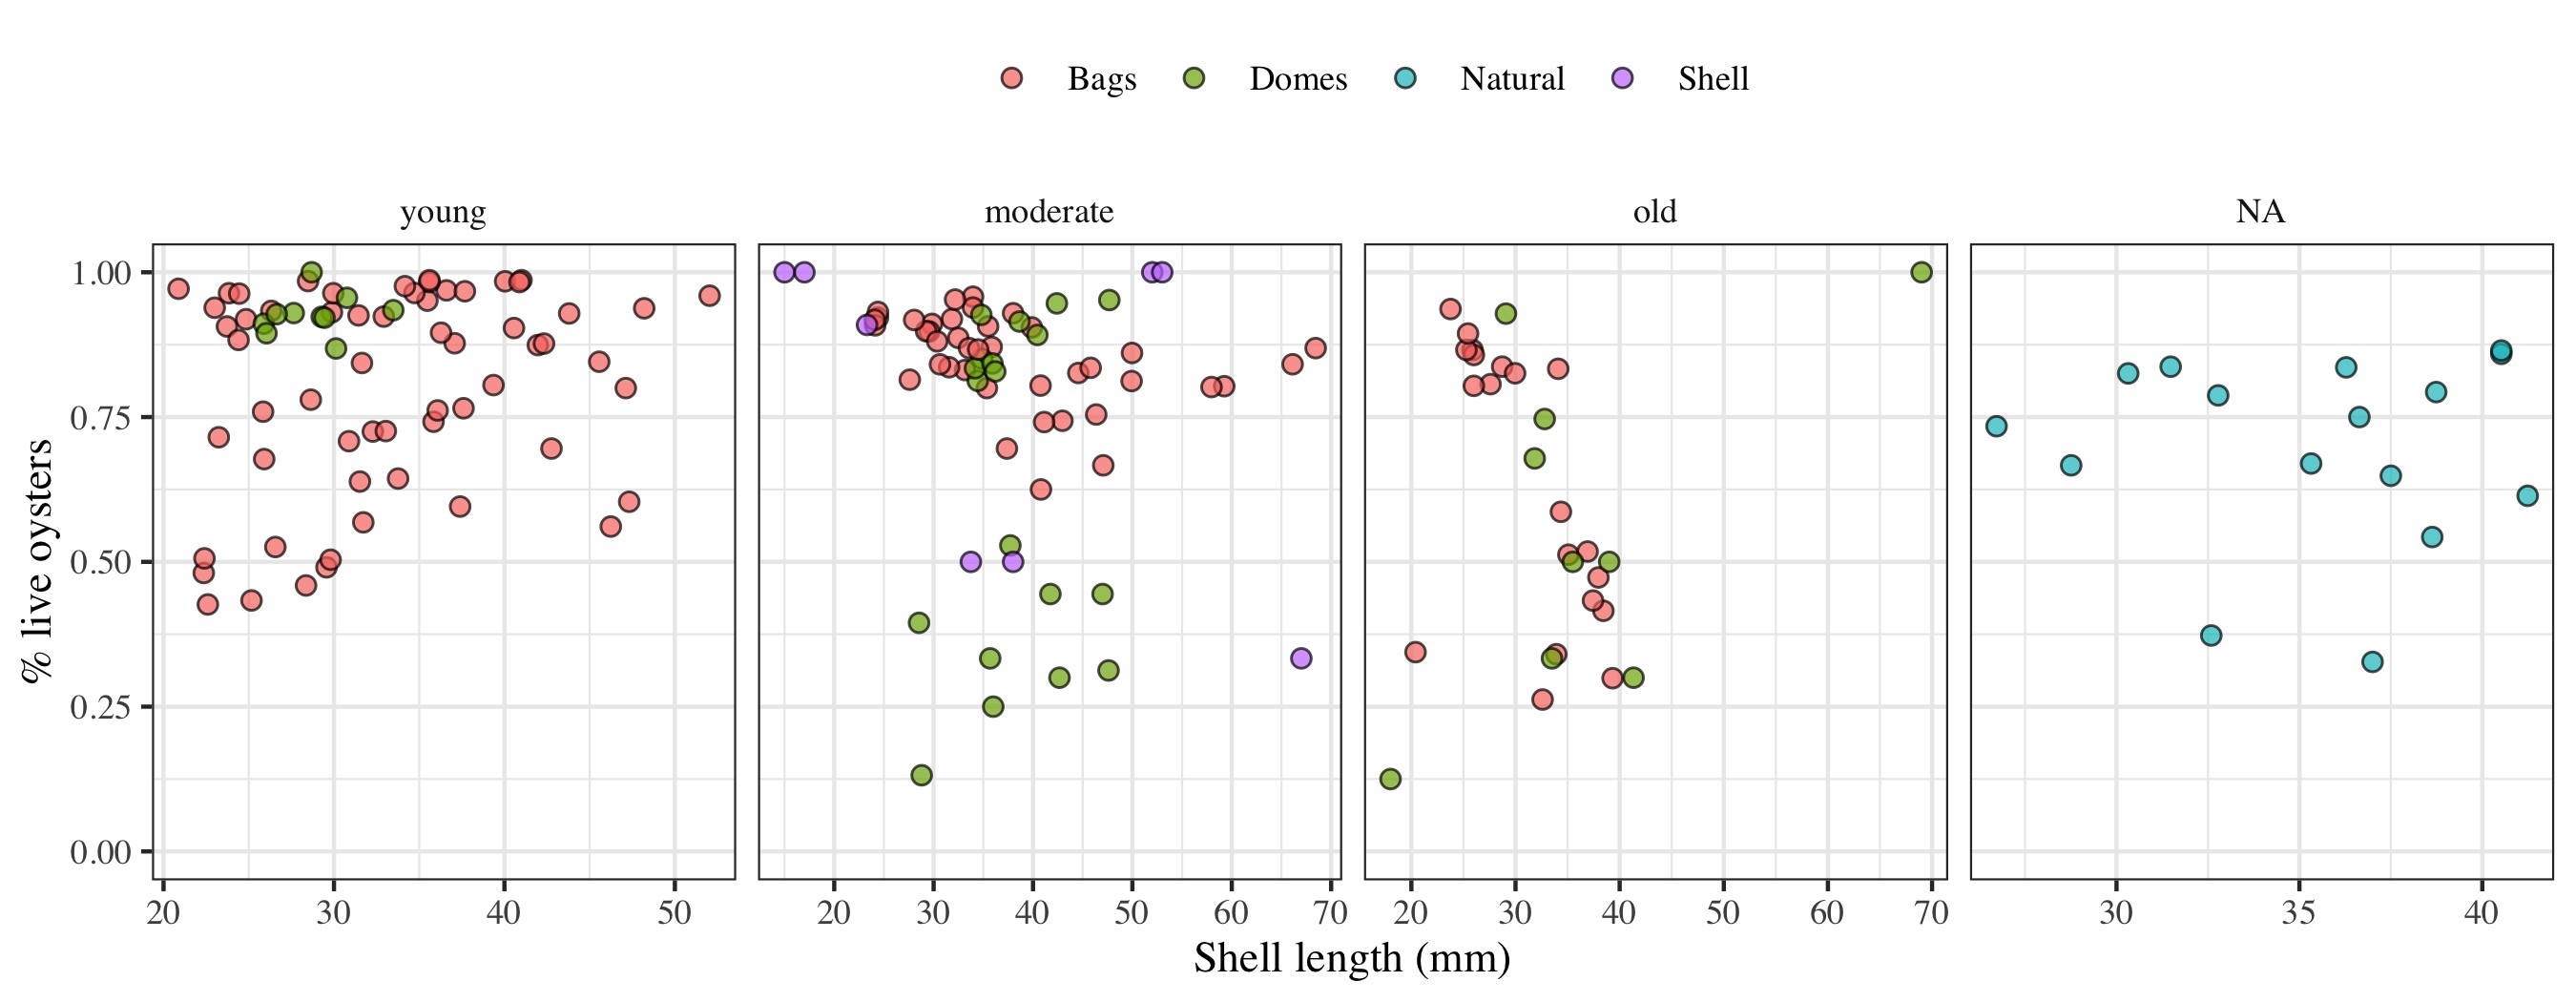 Bags Domes Natural Shell
young moderate old NA
1.00
0.75
0.50
0.25
0.00
% live oysters
20 30 40 50 20 30 40 50 60 70 20 30 40 50 60 70 30 35 40
Shell length (mm)